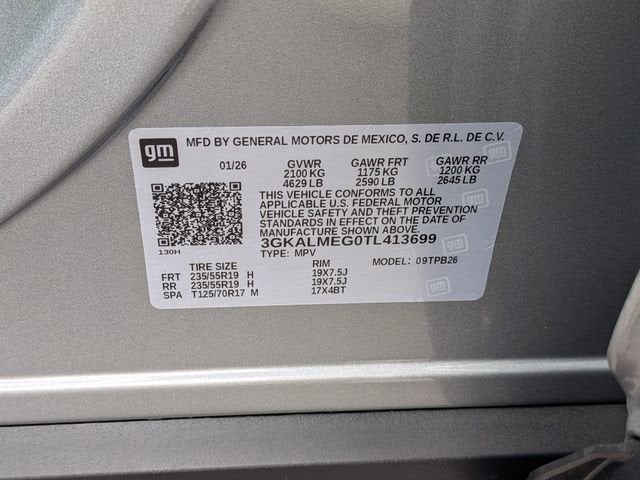 gm
MFD BY GENERAL MOTORS DE MEXICO, S. DE R.L. DE C.V.
01/26 GVWR GAWR FRT GAWR RR
2100 KG 1175 KG 1200 KG
4629 LB 2590 LB 2645 LB
THIS VEHICLE CONFORMS TO ALL
APPLICABLE U.S. FEDERAL MOTOR
VEHICLE SAFETY AND THEFT PREVENTION
STANDARDS IN EFFECT ON THE DATE OF
MANUFACTURE SHOWN ABOVE.
3GKALMEG0TL413699
130H
TYPE: MPV MODEL: 09TPB26
TIRE SIZE RIM
FRT 235/55R19 H 19X7.5J
RR 235/55R19 H 19X7.5J
SPA T125/70R17 M 17X4BT